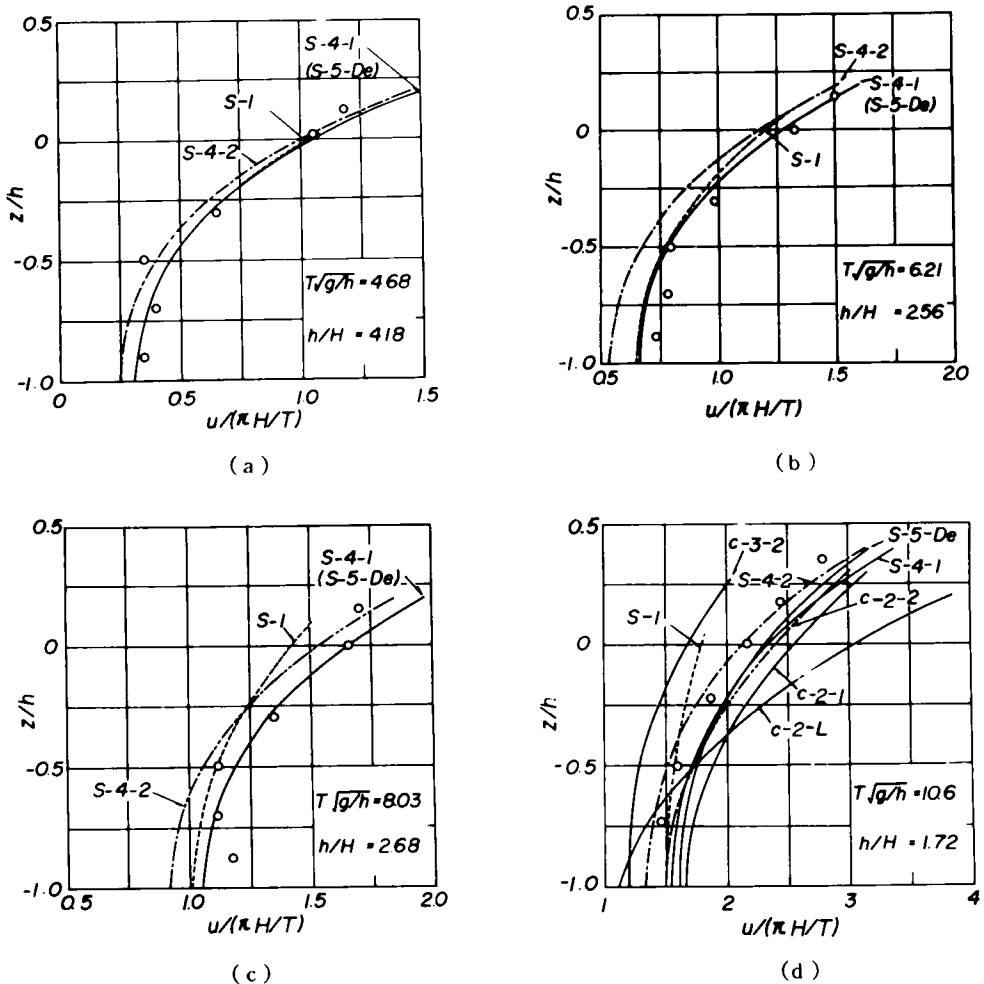 0.5
S-4-1
(S-5-De)
S-1
0
S-4-2
z/h
-0.5
T√g/h = 4.68
h/H = 4.18
-1.0
0
0.5
1.0
1.5
u/(πH/T)
(a)
0.5
S-4-2
S-4-1
(S-5-De)
0
S-1
z/h
-0.5
T√g/h = 6.21
h/H = 2.56
-1.0
0.5
1.0
1.5
2.0
u/(πH/T)
(b)
0.5
S-4-1
(S-5-De)
S-1
0
z/h
-0.5
S-4-2
T√g/h = 8.03
h/H = 2.68
-1.0
0.5
1.0
1.5
2.0
u/(πH/T)
(c)
0.5
c-3-2
S-5-De
S-4-1
S-4-2
c-2-2
S-1
0
z/h
c-2-1
c-2-L
-0.5
T√g/h = 10.6
h/H = 1.72
-1.0
1
2
3
4
u/(πH/T)
(d)